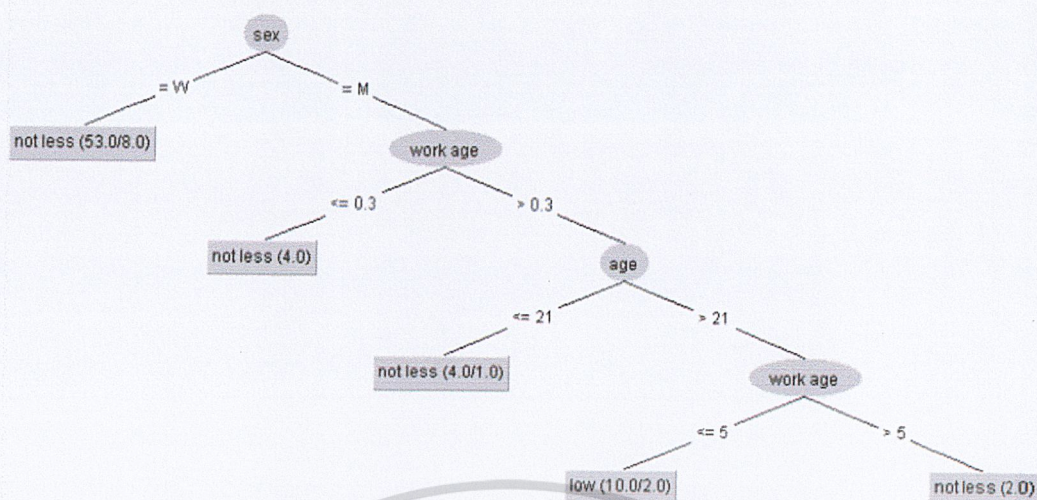 sex
= W
= M
not less (53.0/8.0)
work age
<= 0.3
> 0.3
not less (4.0)
age
<= 21
> 21
not less (4.0/1.0)
work age
<= 5
> 5
low (10.0/2.0)
not less (2.0)